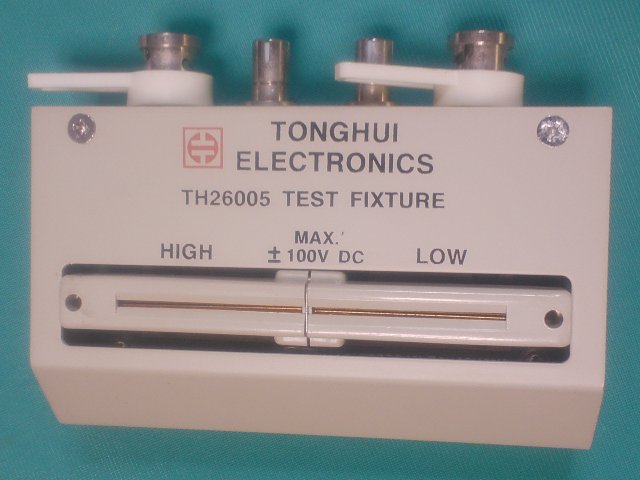 TONGHUI
ELECTRONICS
TH26005 TEST FIXTURE
HIGH
MAX.
± 100V DC
LOW